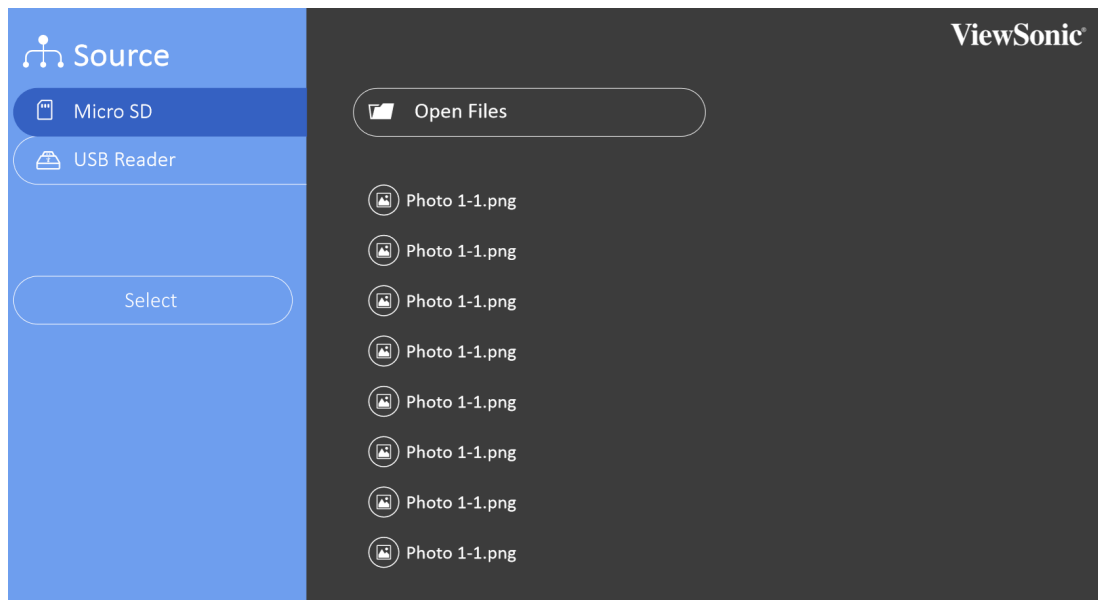 Source
ViewSonic®
Micro SD
USB Reader
Select
Open Files
Photo 1-1.png
Photo 1-1.png
Photo 1-1.png
Photo 1-1.png
Photo 1-1.png
Photo 1-1.png
Photo 1-1.png
Photo 1-1.png